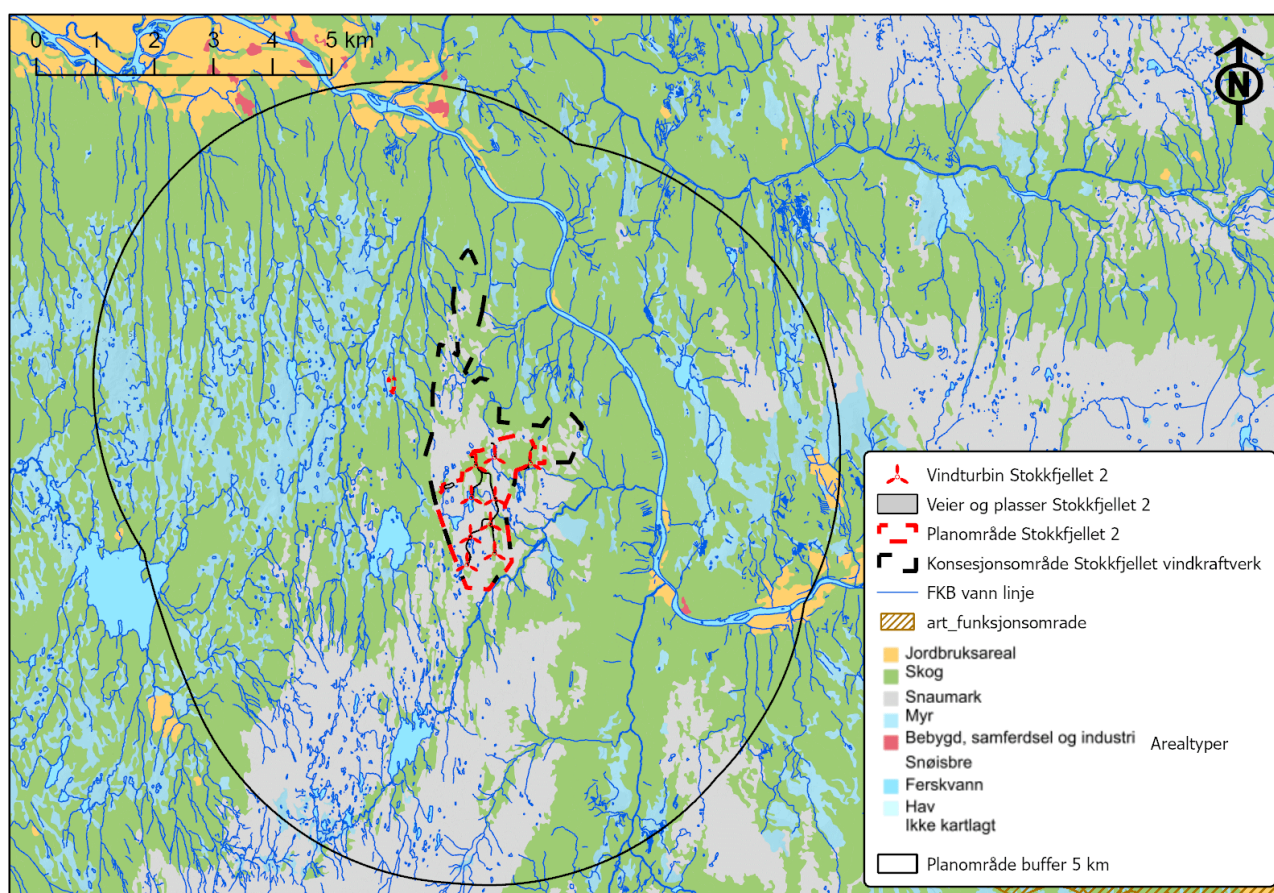 0 1 2 3 4 5 km
N
Vindturbin Stokkfjellet 2
Veier og plasser Stokkfjellet 2
Planområde Stokkfjellet 2
Konsesjonsområde Stokkfjellet vindkraftverk
FKB vann linje
art_funksjonsomrade
Jordbruksareal
Skog
Snaumark
Myr
Bebygd, samferdsel og industri
Arealtyper
Snøisbre
Ferskvann
Hav
Ikke kartlagt
Planområde buffer 5 km